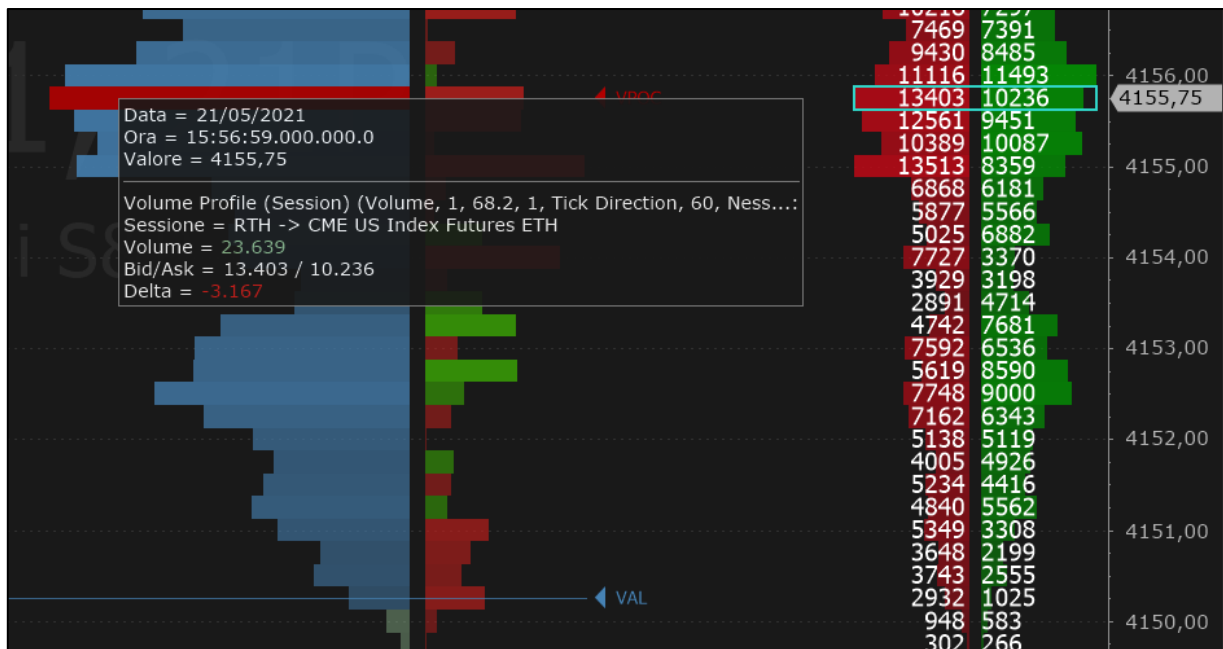 10218 7297
7469 7391
9430 8485
11116 11493 4156,00
VPOC 13403 10236 4155,75
Data = 21/05/2021
Ora = 15:56:59.000.000.0
Valore = 4155,75
Volume Profile (Session) (Volume, 1, 68.2, 1, Tick Direction, 60, Ness...:
Sessione = RTH -> CME US Index Futures ETH
Volume = 23.639
Bid/Ask = 13.403 / 10.236
Delta = -3.167
12561 9451
10389 10087
13513 8359 4155,00
6868 6181
5877 5566
5025 6882
7727 3370 4154,00
3929 3198
2891 4714
4742 7681
7592 6536 4153,00
5619 8590
7748 9000
7162 6343
5138 5119 4152,00
4005 4926
5234 4416
4840 5562
5349 3308 4151,00
3648 2199
3743 2555
VAL 2932 1025
948 583 4150,00
302 266